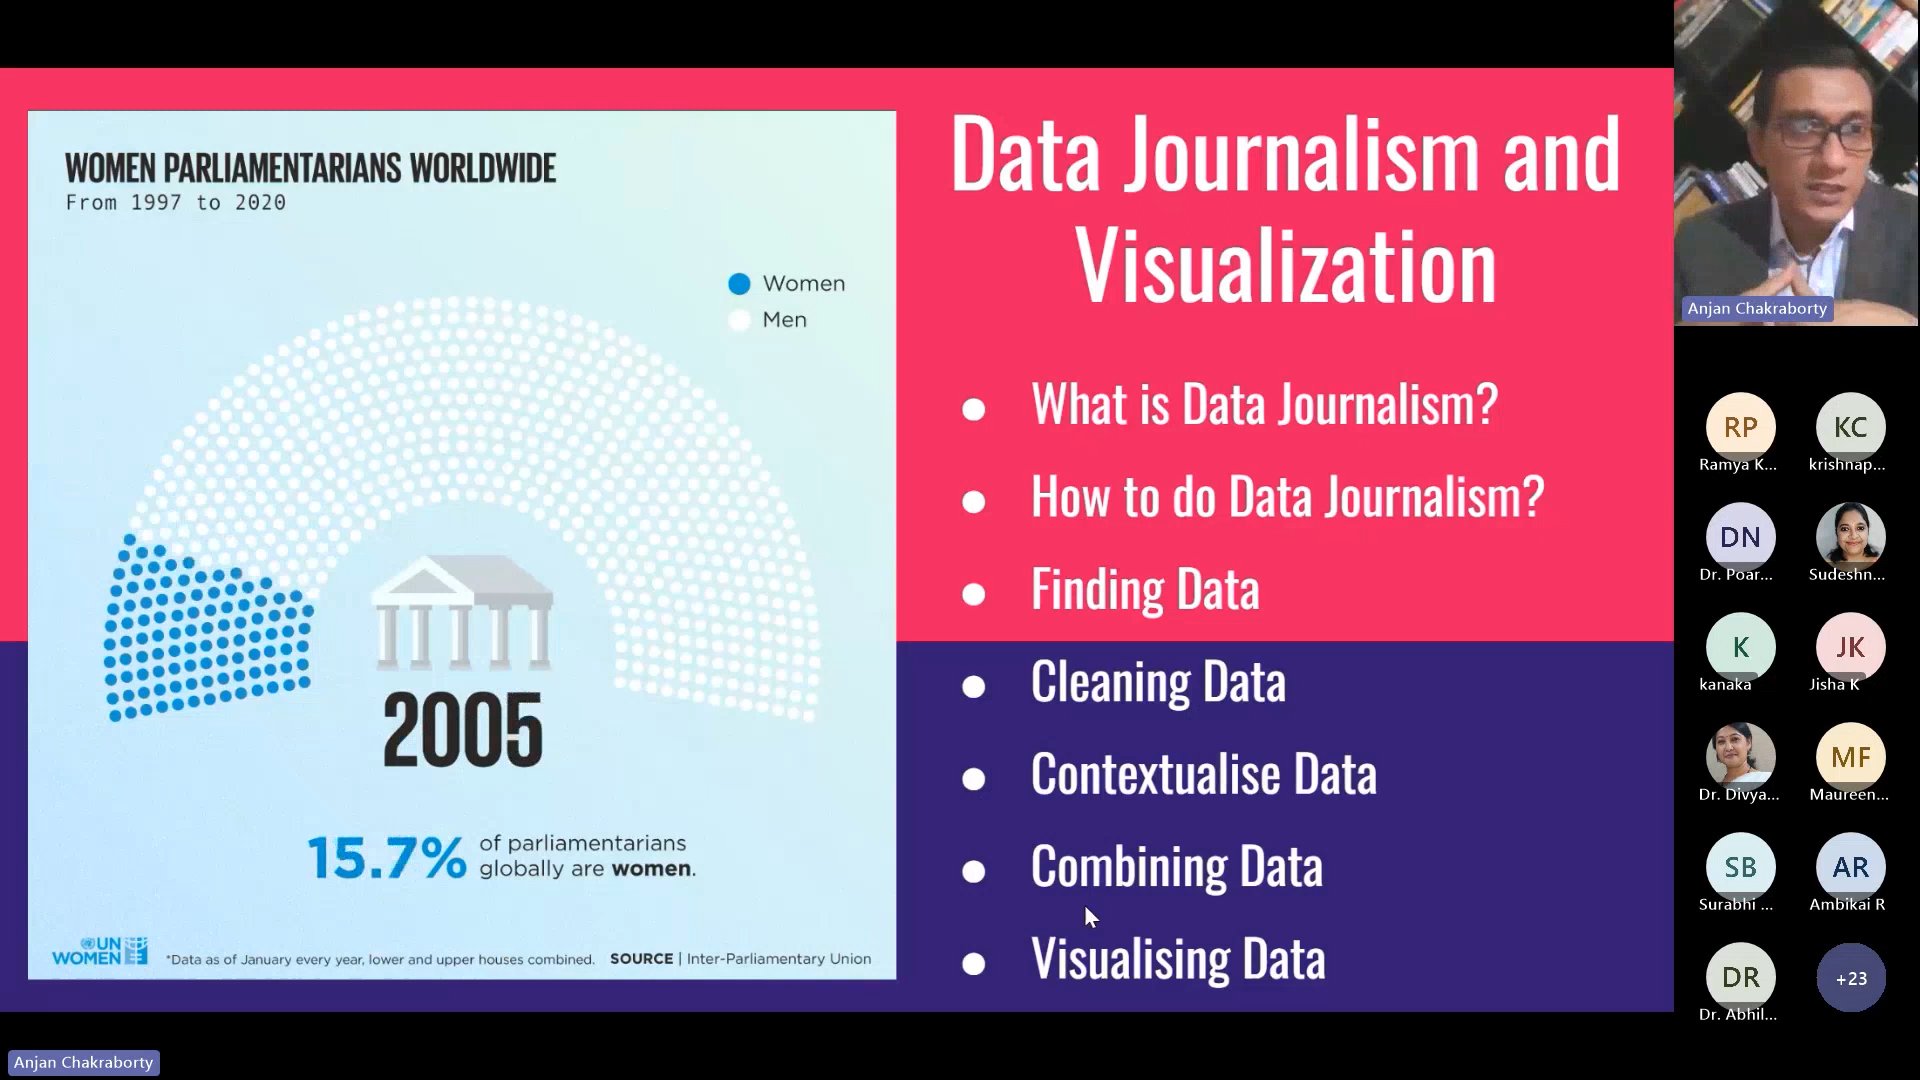 WOMEN PARLIAMENTARIANS WORLDWIDE
From 1997 to 2020
Women
Men
2005
15.7%
of parliamentarians
globally are women.
UN
WOMEN
*Data as of January every year, lower and upper houses combined.
SOURCE | Inter-Parliamentary Union
Data Journalism and
Visualization
● What is Data Journalism?
● How to do Data Journalism?
● Finding Data
● Cleaning Data
● Contextualise Data
● Combining Data
● Visualising Data
Anjan Chakraborty
RP
Ramya K...
KC
krishnap...
DN
Dr. Poar...
Sudeshn...
K
kanaka
JK
Jisha K
Dr. Divya...
MF
Maureen...
SB
Surabhi ...
AR
Ambikai R
DR
Dr. Abhil...
+23
Anjan Chakraborty